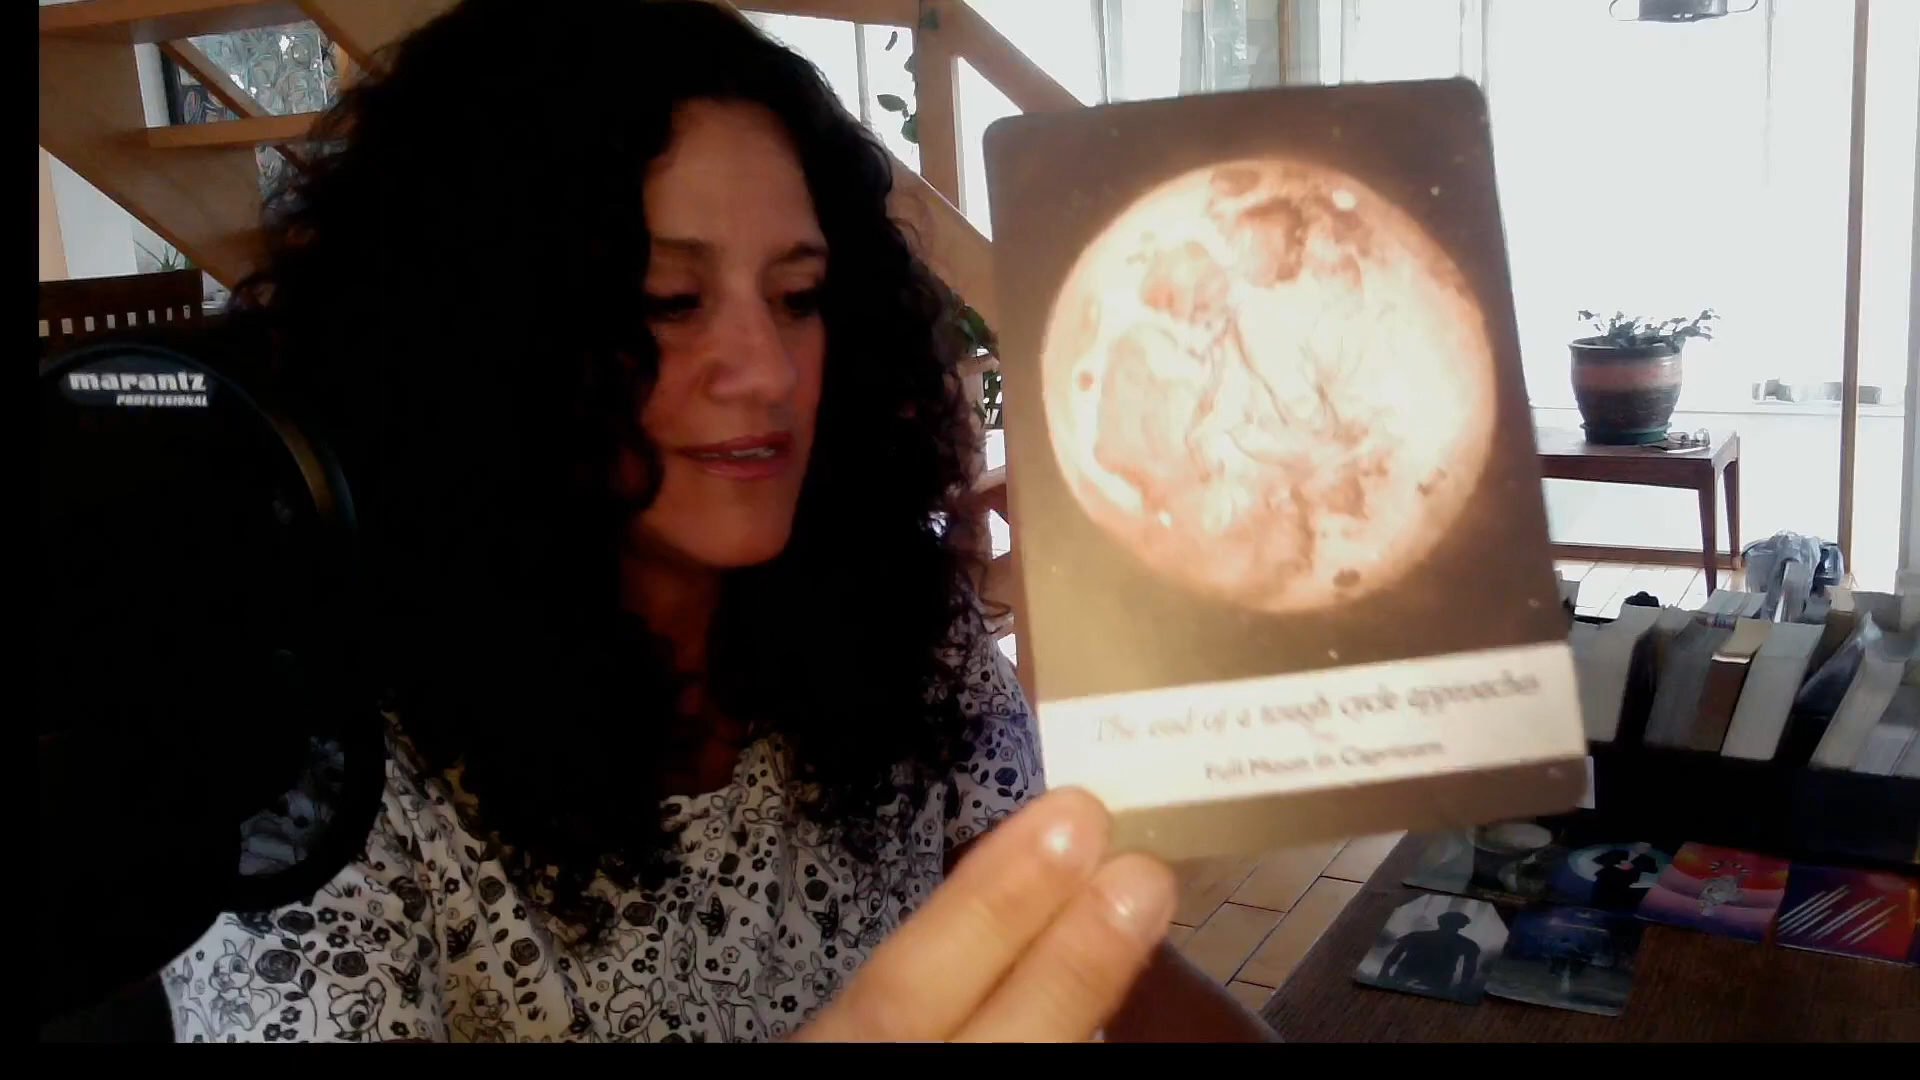 marantz
PROFESSIONAL
The end of a tough cycle approaches
Full Moon in Capricorn